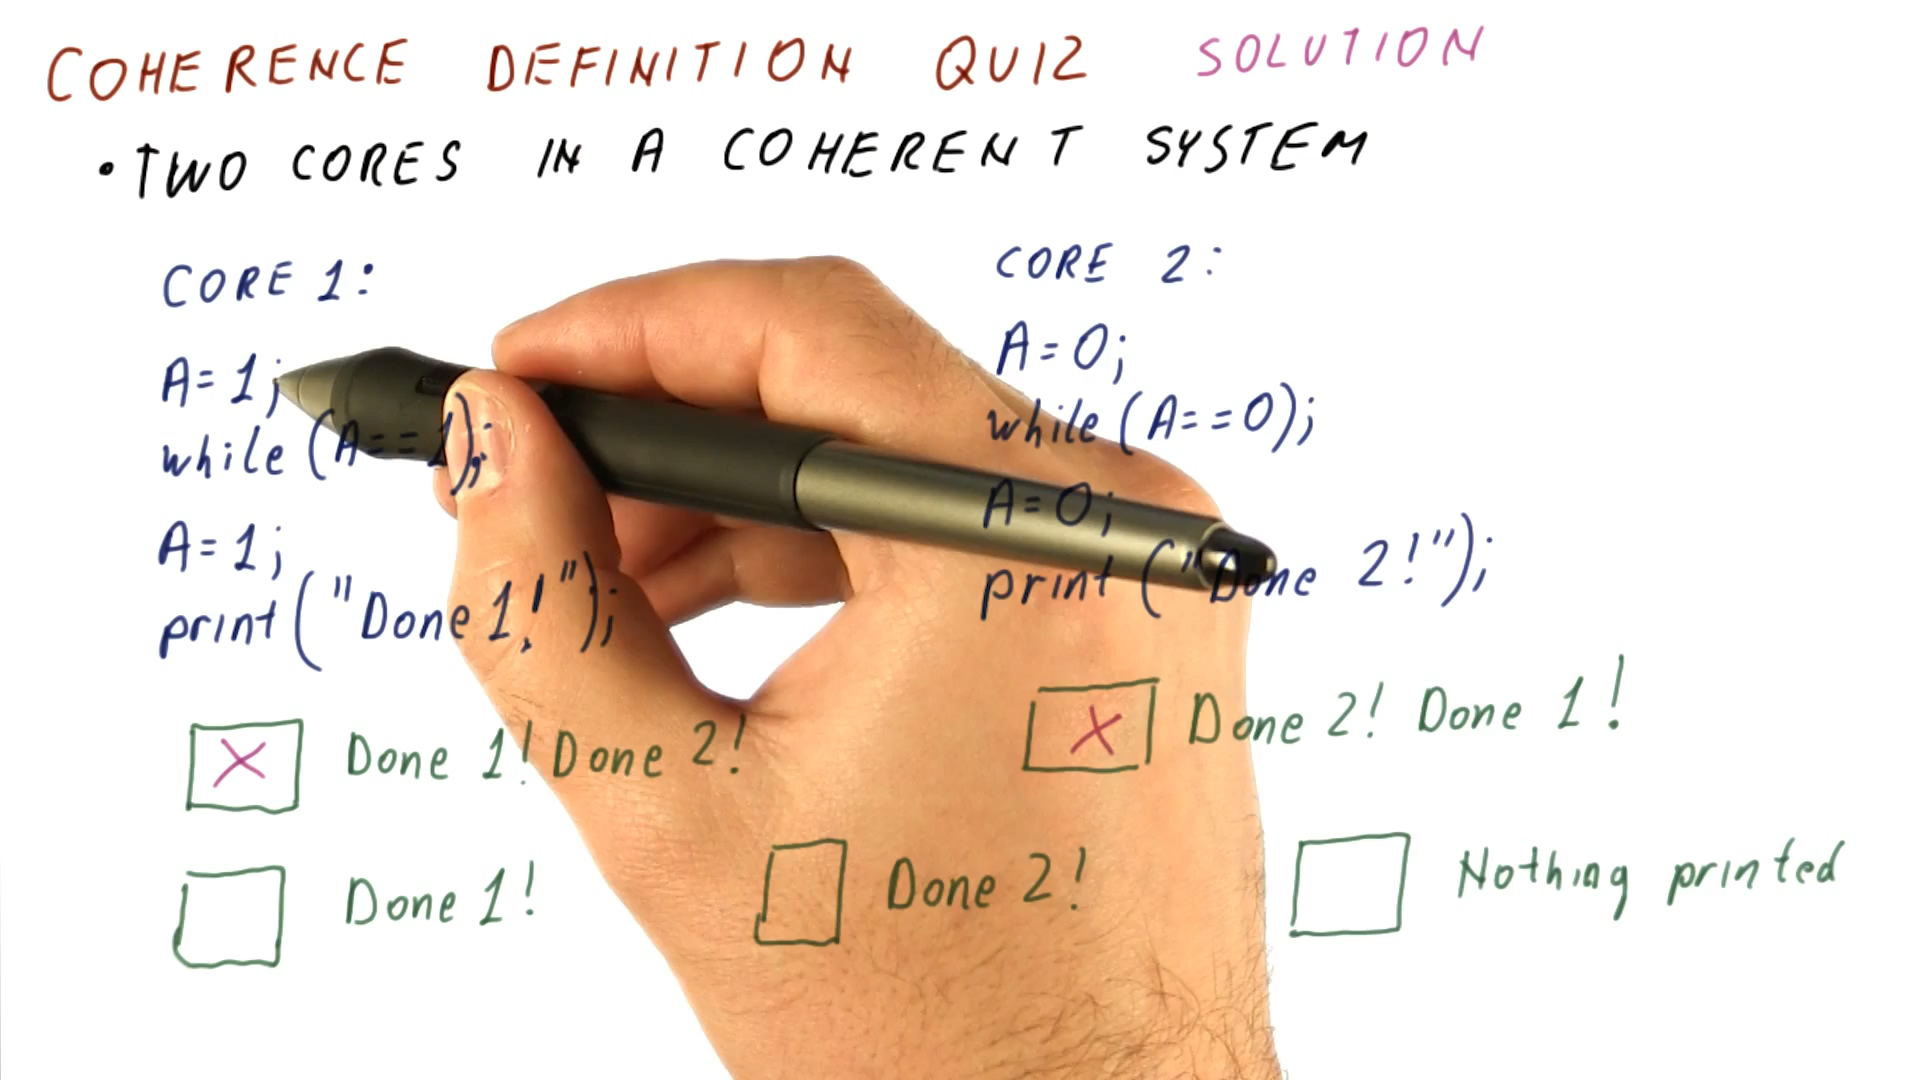 COHERENCE DEFINITION QUIZ SOLUTION
• TWO CORES IN A COHERENT SYSTEM
CORE 1:
A=1;
while (A==1);
A=1;
print ("Done 1!");
CORE 2:
A=0;
while (A==0);
A=0;
print ("Done 2!");
X Done 1! Done 2!
X Done 2! Done 1!
Done 1!
Done 2!
Nothing printed